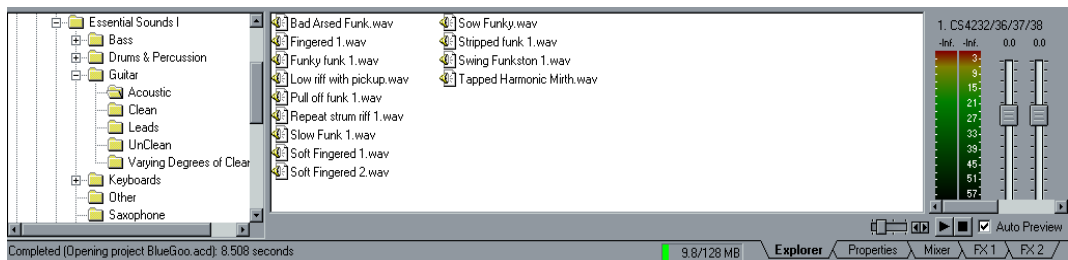 Essential Sounds I
Bass
Drums & Percussion
Guitar
Acoustic
Clean
Leads
UnClean
Varying Degrees of Clear
Keyboards
Other
Saxophone
Bad Arsed Funk.wav
Fingered 1.wav
Funky funk 1.wav
Low riff with pickup.wav
Pull off funk 1.wav
Repeat strum riff 1.wav
Slow Funk 1.wav
Soft Fingered 1.wav
Soft Fingered 2.wav
Sow Funky.wav
Stripped funk 1.wav
Swing Funkston 1.wav
Tapped Harmonic Mirth.wav
1. CS4232/36/37/38
-Inf. -Inf. 0.0 0.0
3
9
15
21
27
33
39
45
51
57
Auto Preview
Completed (Opening project BlueGoo.acd): 8.508 seconds
9.8/128 MB
Explorer Properties Mixer FX 1 FX 2